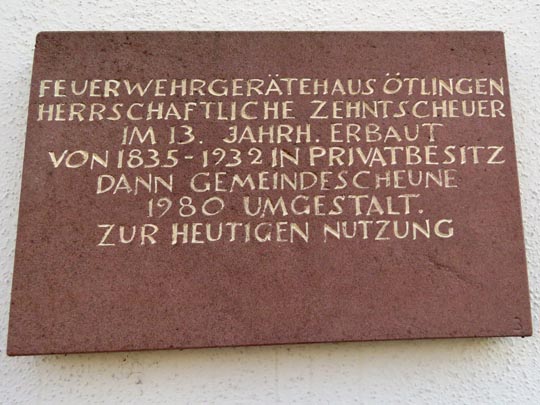 FEUERWEHRGERÄTEHAUS ÖTLINGEN
HERRSCHAFTLICHE ZEHNTSCHEUER
IM 13. JAHRH. ERBAUT
VON 1835-1932 IN PRIVATBESITZ
DANN GEMEINDESCHEUNE
1980 UMGESTALT.
ZUR HEUTIGEN NUTZUNG